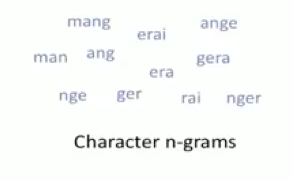 mang erai ange
man ang era gera
nge ger rai nger
Character n-grams